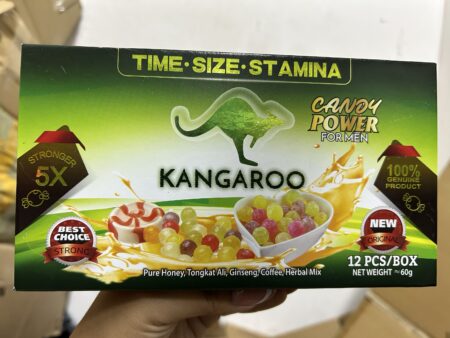 TIME·SIZE·STAMINA
CANDY
POWER
FOR MEN
STRONGER
5X
100%
GENUINE
PRODUCT
KANGAROO
BEST
CHOICE
STRONG
NEW
ORIGINAL
Pure Honey, Tongkat Ali, Ginseng, Coffee, Herbal Mix
12 PCS/BOX
NET WEIGHT ~60g